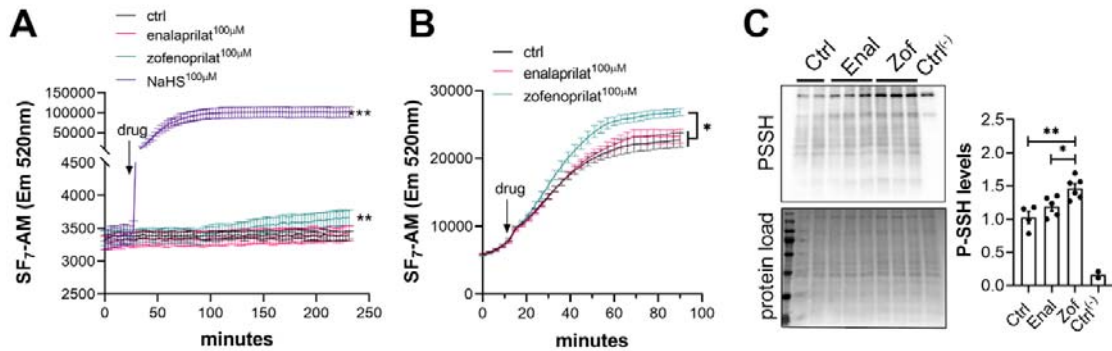 A
ctrl
enalaprilat100μM
zofenoprilat100μM
NaHS100μM
SF7-AM (Em 520nm)
150000
100000
50000
4500
4000
3500
3000
2500
drug
***
**
0 50 100 150 200 250
minutes
B
ctrl
enalaprilat100μM
zofenoprilat100μM
SF7-AM (Em 520nm)
30000
20000
10000
0
drug
*
0 20 40 60 80 100
minutes
C
Ctrl Enal Zof Ctrl(-)
PSSH
protein load
P-SSH levels
2.5
2.0
1.5
1.0
0.5
0.0
**
*
Ctrl Enal Zof Ctrl(-)